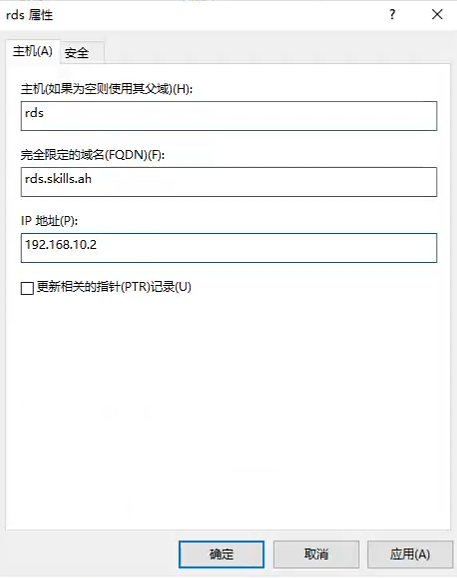 rds 属性
?
主机(A) 安全
主机(如果为空则使用其父域)(H):
rds
完全限定的域名(FQDN)(F):
rds.skills.ah
IP 地址(P):
192.168.10.2
更新相关的指针(PTR)记录(U)
确定 取消 应用(A)